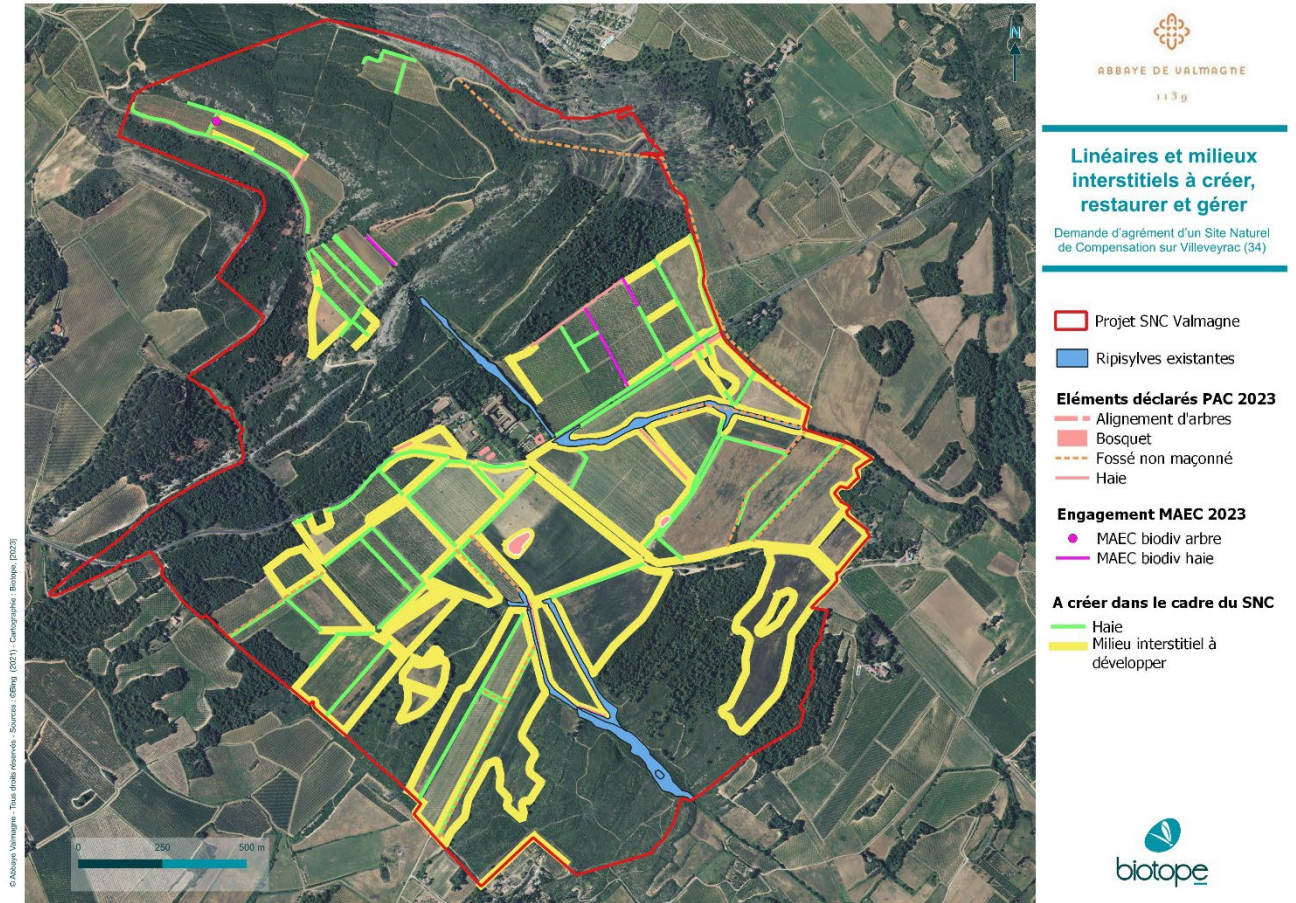 N
ABBAYE DE VALMAGNE
1139
Linéaires et milieux
interstitiels à créer,
restaurer et gérer
Demande d'agrément d'un Site Naturel
de Compensation sur Villeveyrac (34)
Projet SNC Valmagne
Ripisylves existantes
Eléments déclarés PAC 2023
Alignement d'arbres
Bosquet
Fossé non maçonné
Haie
Engagement MAEC 2023
MAEC biodiv arbre
MAEC biodiv haie
A créer dans le cadre du SNC
Haie
Milieu interstitiel à
développer
0 250 500 m
© Abbaye Valmagne - Tous droits réservés - Sources : ©Bing (2021) - Cartographie : Biotope, [2023]
biotope